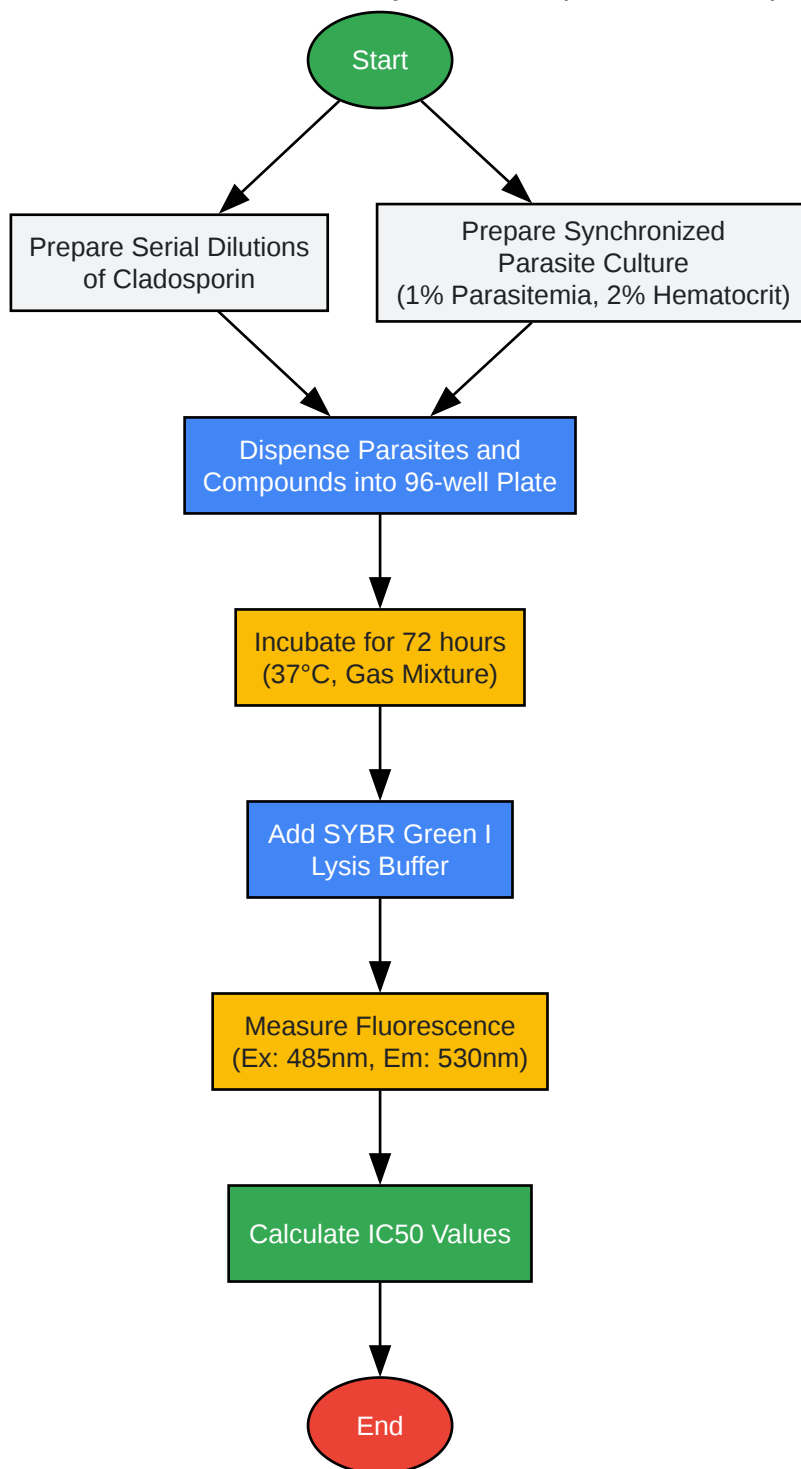 Start
Prepare Serial Dilutions
of Cladosporin
Prepare Synchronized
Parasite Culture
(1% Parasitemia, 2% Hematocrit)
Dispense Parasites and
Compounds into 96-well Plate
Incubate for 72 hours
(37°C, Gas Mixture)
Add SYBR Green I
Lysis Buffer
Measure Fluorescence
(Ex: 485nm, Em: 530nm)
Calculate IC50 Values
End